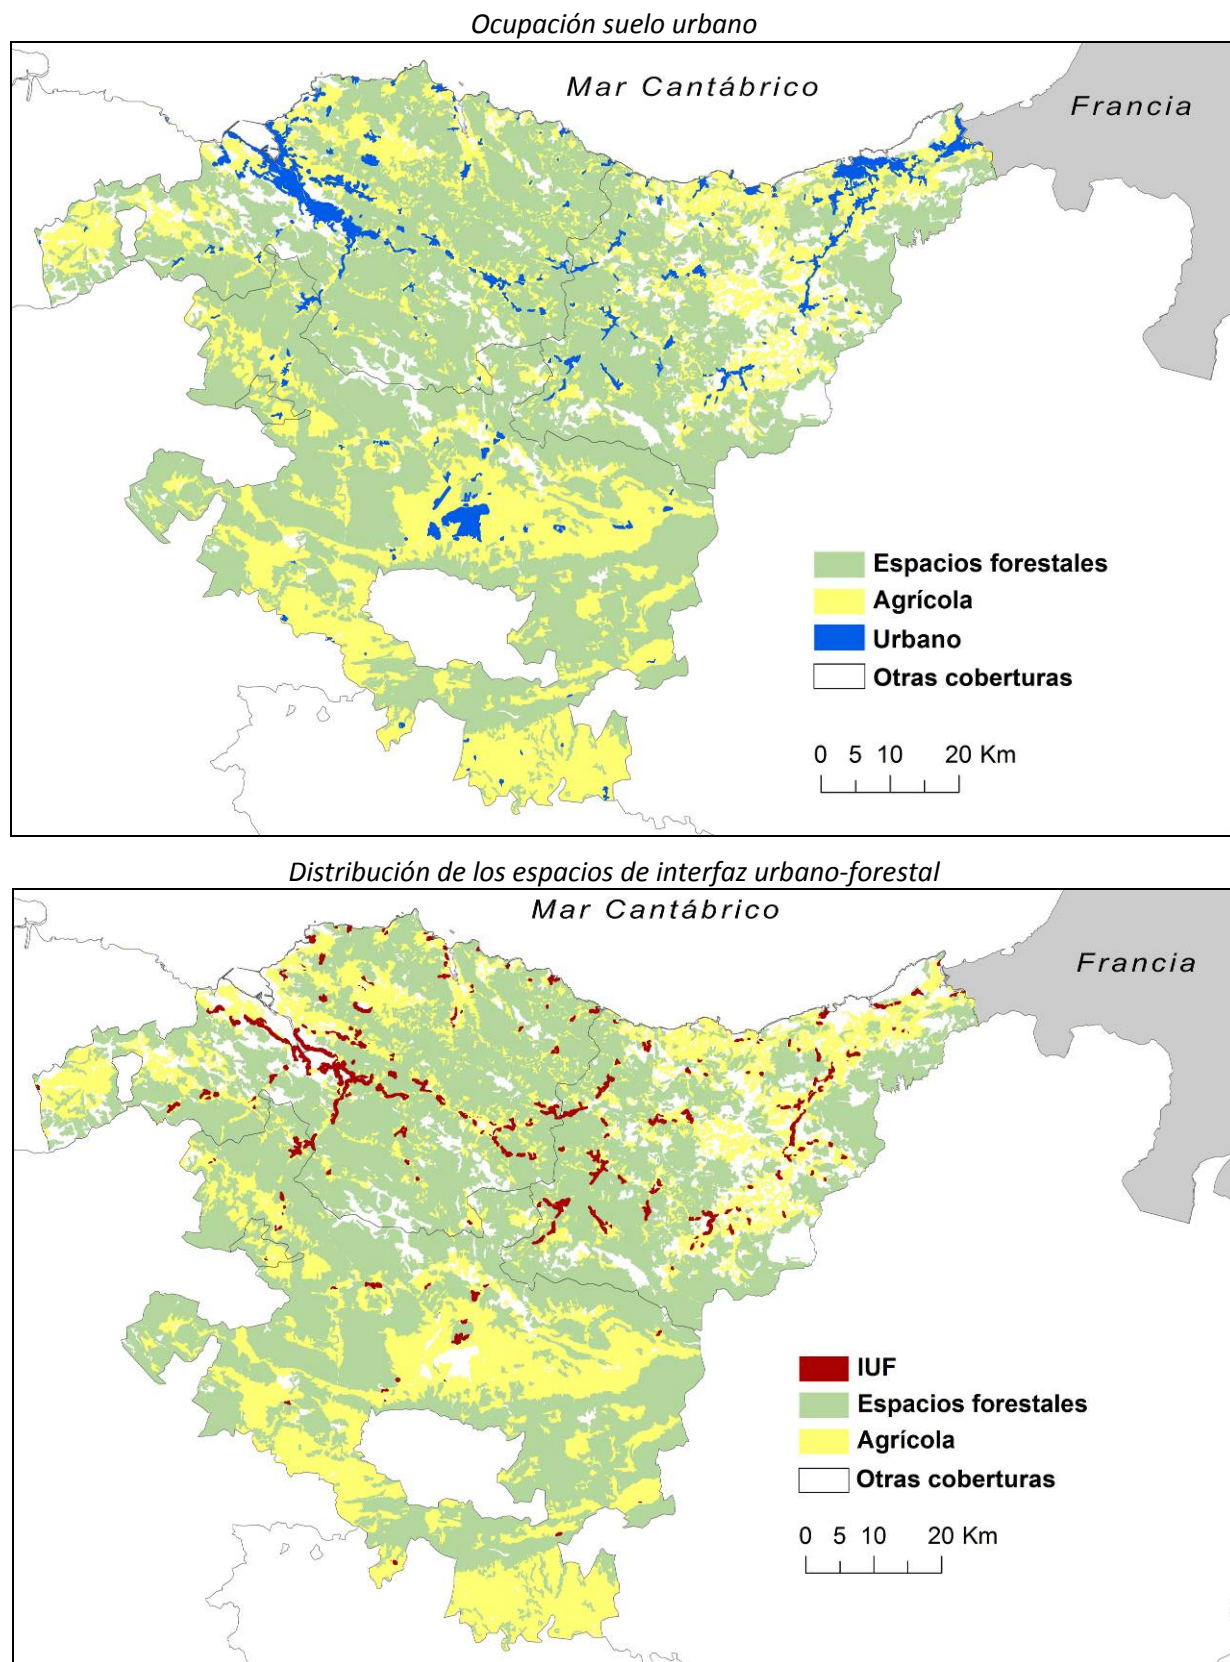 Ocupación suelo urbano
Mar Cantábrico
Francia
Espacios forestales
Agrícola
Urbano
Otras coberturas
0 5 10 20 Km
Distribución de los espacios de interfaz urbano-forestal
Mar Cantábrico
Francia
IUF
Espacios forestales
Agrícola
Otras coberturas
0 5 10 20 Km